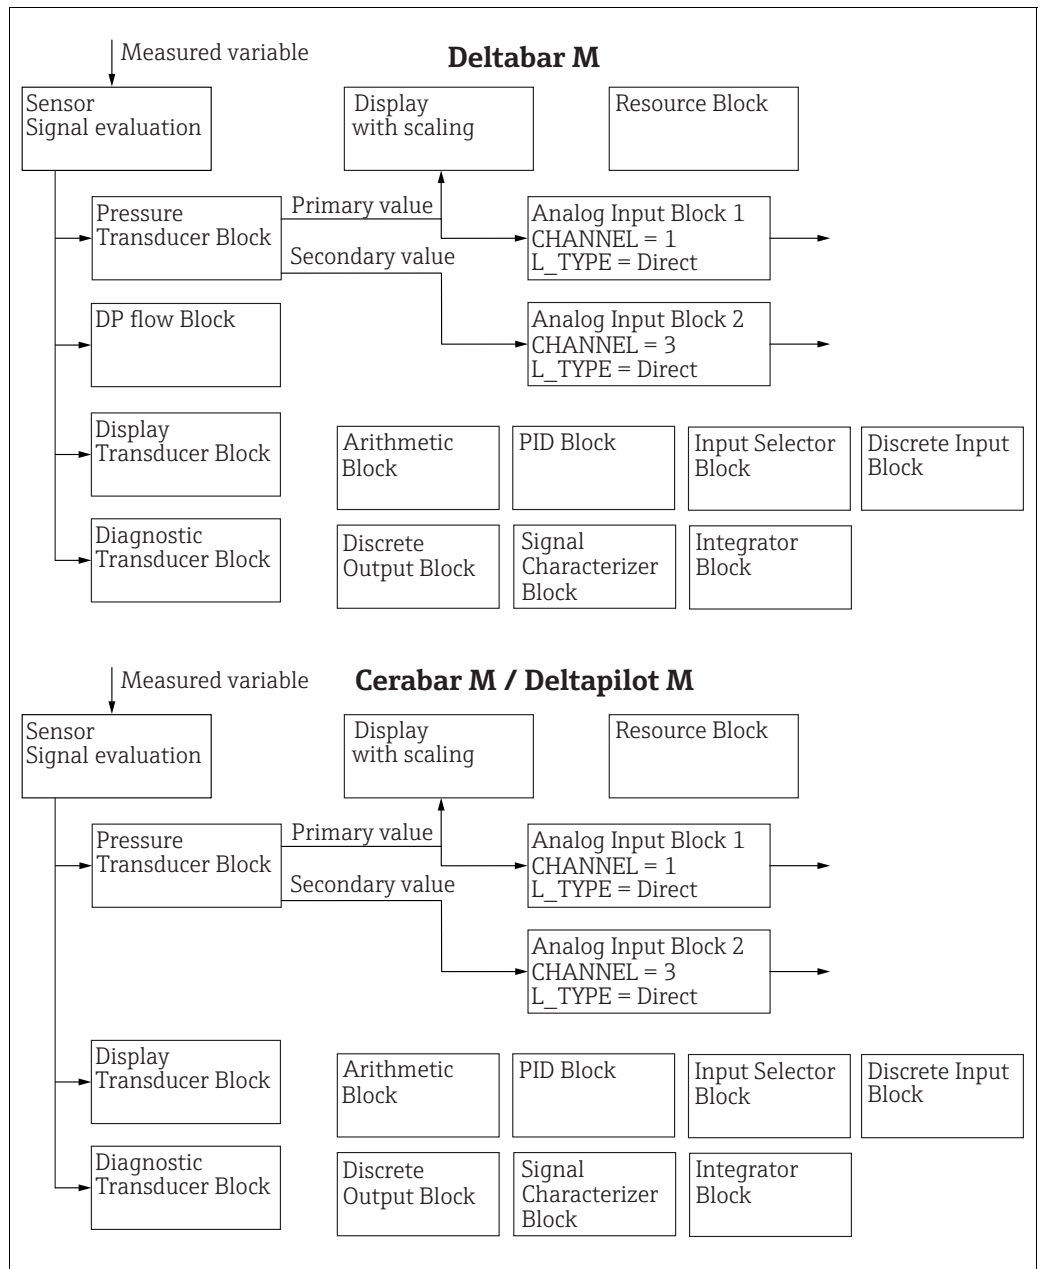 Measured variable
Deltabar M
Sensor
Signal evaluation
Display
with scaling
Resource Block
Pressure
Transducer Block
Primary value
Secondary value
Analog Input Block 1
CHANNEL = 1
L_TYPE = Direct
DP flow Block
Analog Input Block 2
CHANNEL = 3
L_TYPE = Direct
Display
Transducer Block
Arithmetic
Block
PID Block
Input Selector
Block
Discrete Input
Block
Diagnostic
Transducer Block
Discrete
Output Block
Signal
Characterizer
Block
Integrator
Block
Measured variable
Cerabar M / Deltapilot M
Sensor
Signal evaluation
Display
with scaling
Resource Block
Pressure
Transducer Block
Primary value
Secondary value
Analog Input Block 1
CHANNEL = 1
L_TYPE = Direct
Analog Input Block 2
CHANNEL = 3
L_TYPE = Direct
Display
Transducer Block
Arithmetic
Block
PID Block
Input Selector
Block
Discrete Input
Block
Diagnostic
Transducer Block
Discrete
Output Block
Signal
Characterizer
Block
Integrator
Block